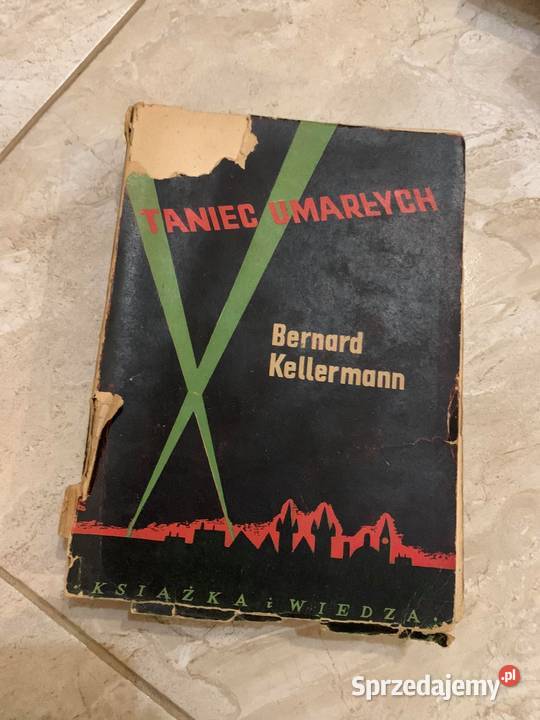 TANIEC UMARŁYCH
Bernard
Kellermann
KSIĄŻKA i WIEDZA
Sprzedajemy.pl